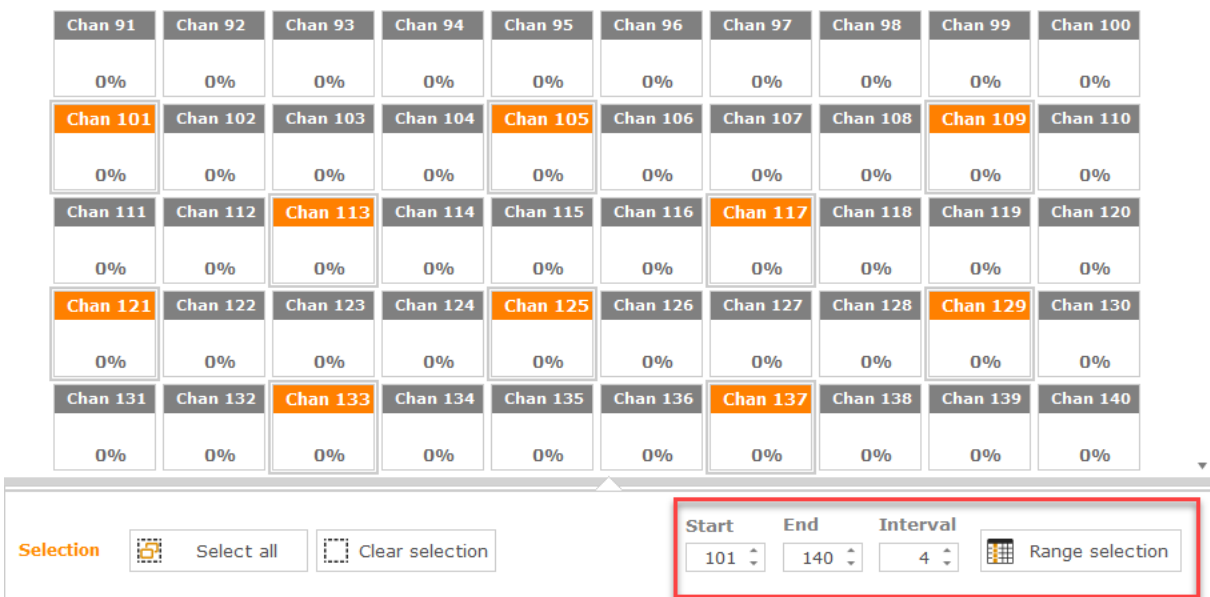 Chan 91 Chan 92 Chan 93 Chan 94 Chan 95 Chan 96 Chan 97 Chan 98 Chan 99 Chan 100
0% 0% 0% 0% 0% 0% 0% 0% 0% 0%
Chan 101 Chan 102 Chan 103 Chan 104 Chan 105 Chan 106 Chan 107 Chan 108 Chan 109 Chan 110
0% 0% 0% 0% 0% 0% 0% 0% 0% 0%
Chan 111 Chan 112 Chan 113 Chan 114 Chan 115 Chan 116 Chan 117 Chan 118 Chan 119 Chan 120
0% 0% 0% 0% 0% 0% 0% 0% 0% 0%
Chan 121 Chan 122 Chan 123 Chan 124 Chan 125 Chan 126 Chan 127 Chan 128 Chan 129 Chan 130
0% 0% 0% 0% 0% 0% 0% 0% 0% 0%
Chan 131 Chan 132 Chan 133 Chan 134 Chan 135 Chan 136 Chan 137 Chan 138 Chan 139 Chan 140
0% 0% 0% 0% 0% 0% 0% 0% 0% 0%
Start End Interval
Selection Select all Clear selection 101 140 4 Range selection